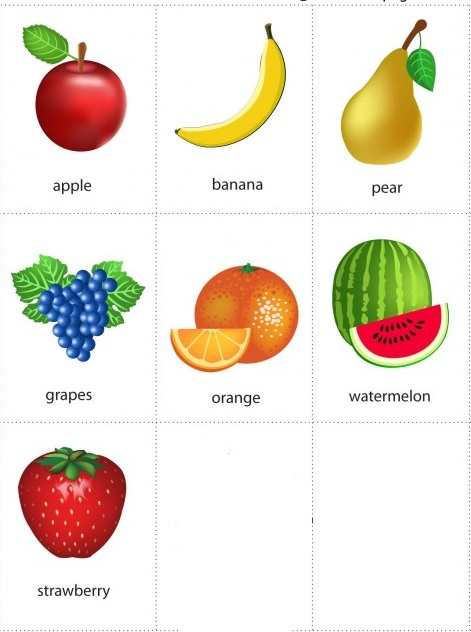 apple
banana
pear
grapes
orange
watermelon
strawberry